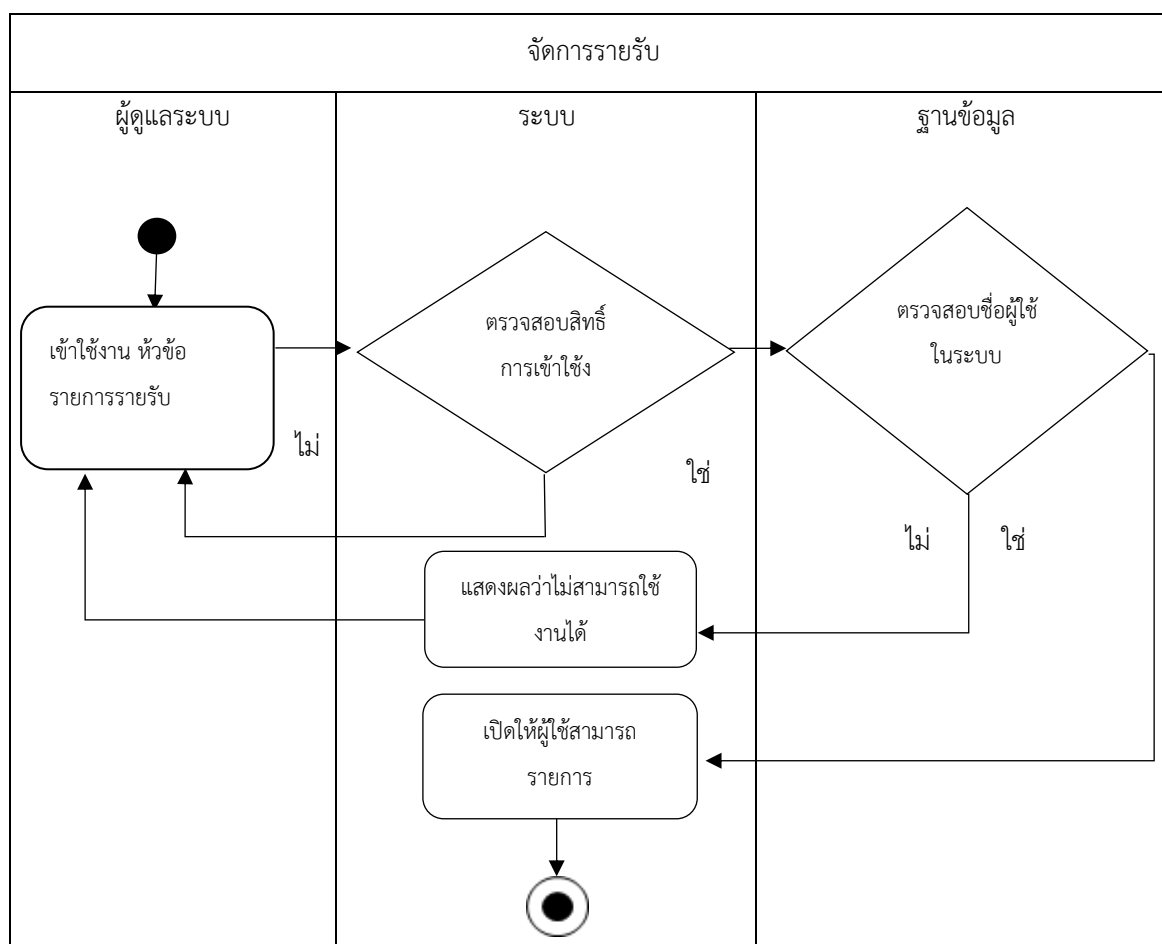 จัดการรายรับ
ผู้ดูแลระบบ
ระบบ
ฐานข้อมูล
เข้าใช้งาน หัวข้อ
รายการรายรับ
ตรวจสอบสิทธิ์
การเข้าใช้ง
ตรวจสอบชื่อผู้ใช้
ในระบบ
ไม่
ใช่
ไม่
ใช่
แสดงผลว่าไม่สามารถใช้
งานได้
เปิดให้ผู้ใช้สามารถ
รายการ